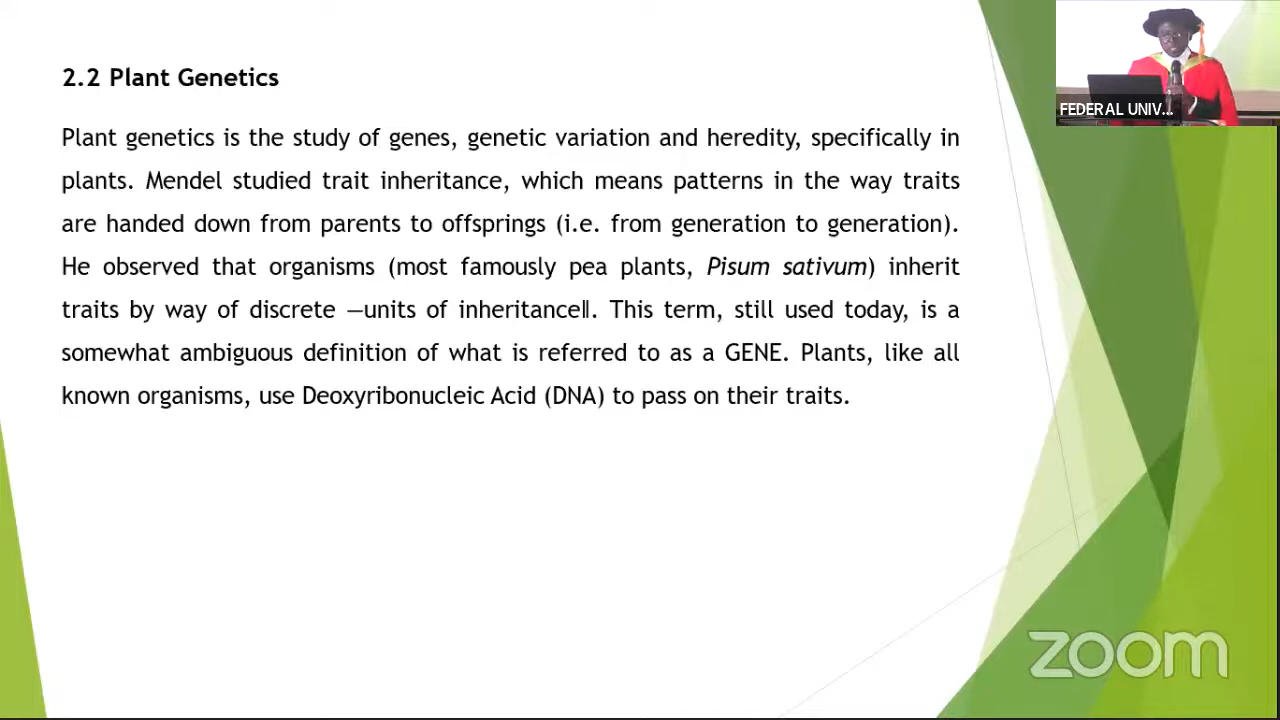 2.2 Plant Genetics
Plant genetics is the study of genes, genetic variation and heredity, specifically in
plants. Mendel studied trait inheritance, which means patterns in the way traits
are handed down from parents to offsprings (i.e. from generation to generation).
He observed that organisms (most famously pea plants, Pisum sativum) inherit
traits by way of discrete ―units of inheritance‖. This term, still used today, is a
somewhat ambiguous definition of what is referred to as a GENE. Plants, like all
known organisms, use Deoxyribonucleic Acid (DNA) to pass on their traits.
FEDERAL UNIV...
zoom